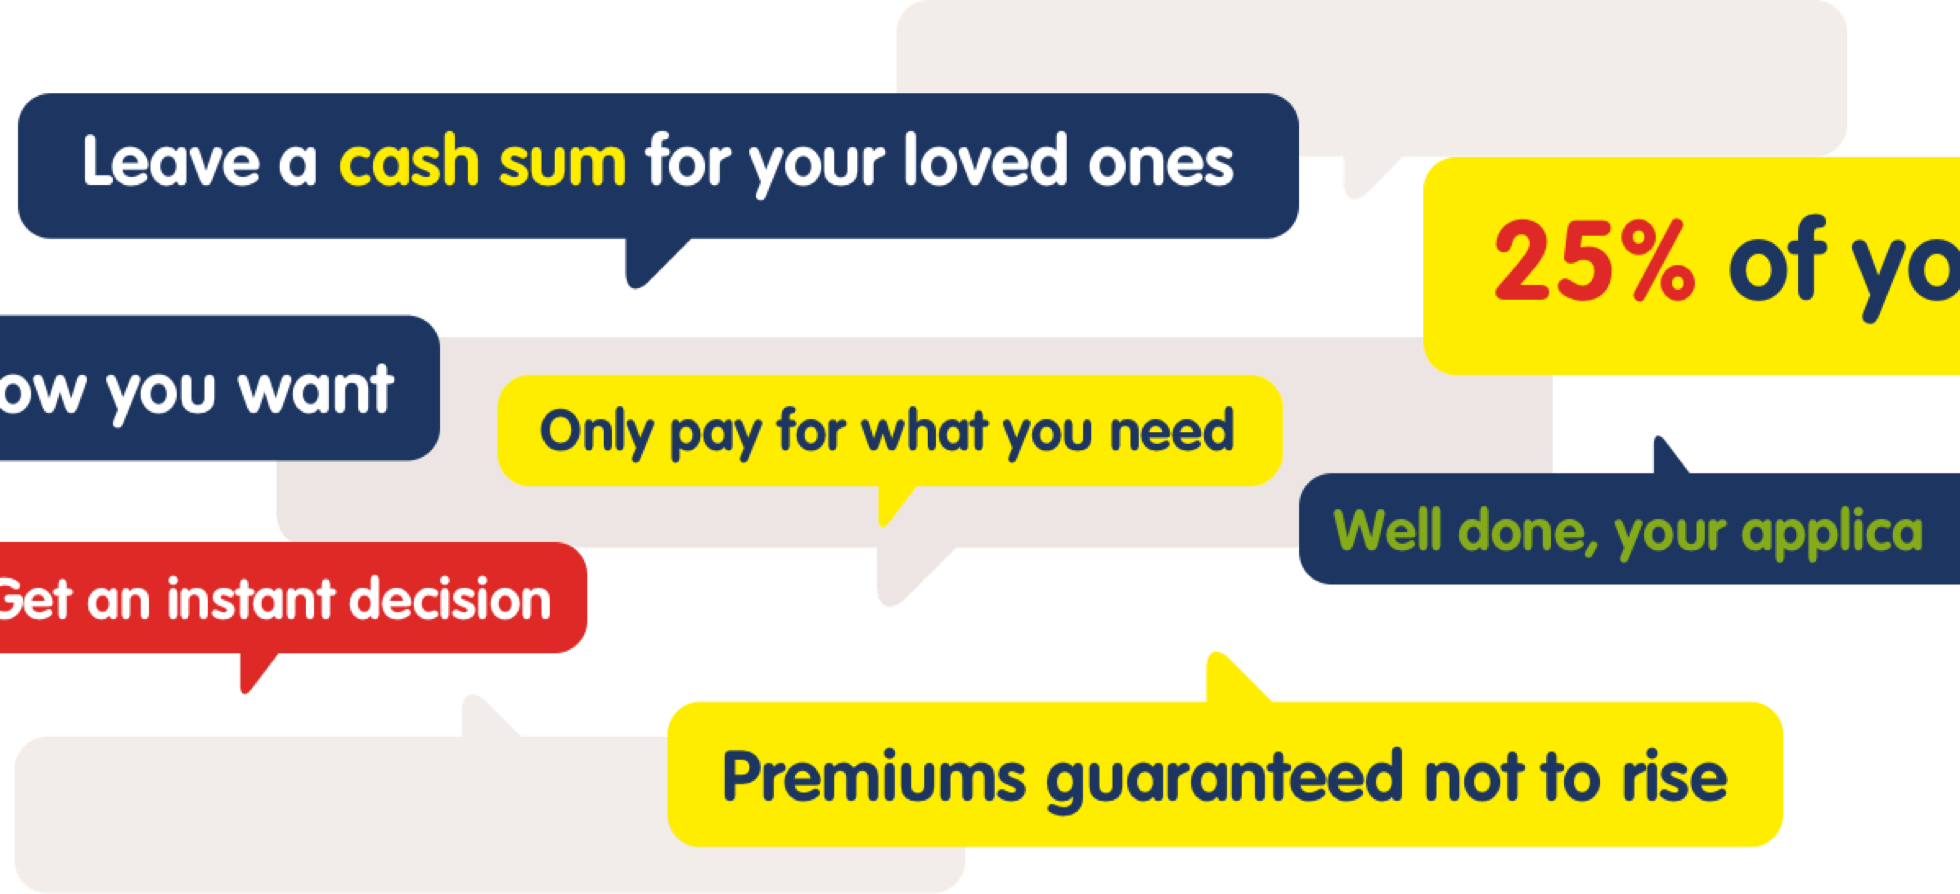 Leave a cash sum for your loved ones
25% of yo
ow you want
Only pay for what you need
Well done, your applica
Get an instant decision
Premiums guaranteed not to rise